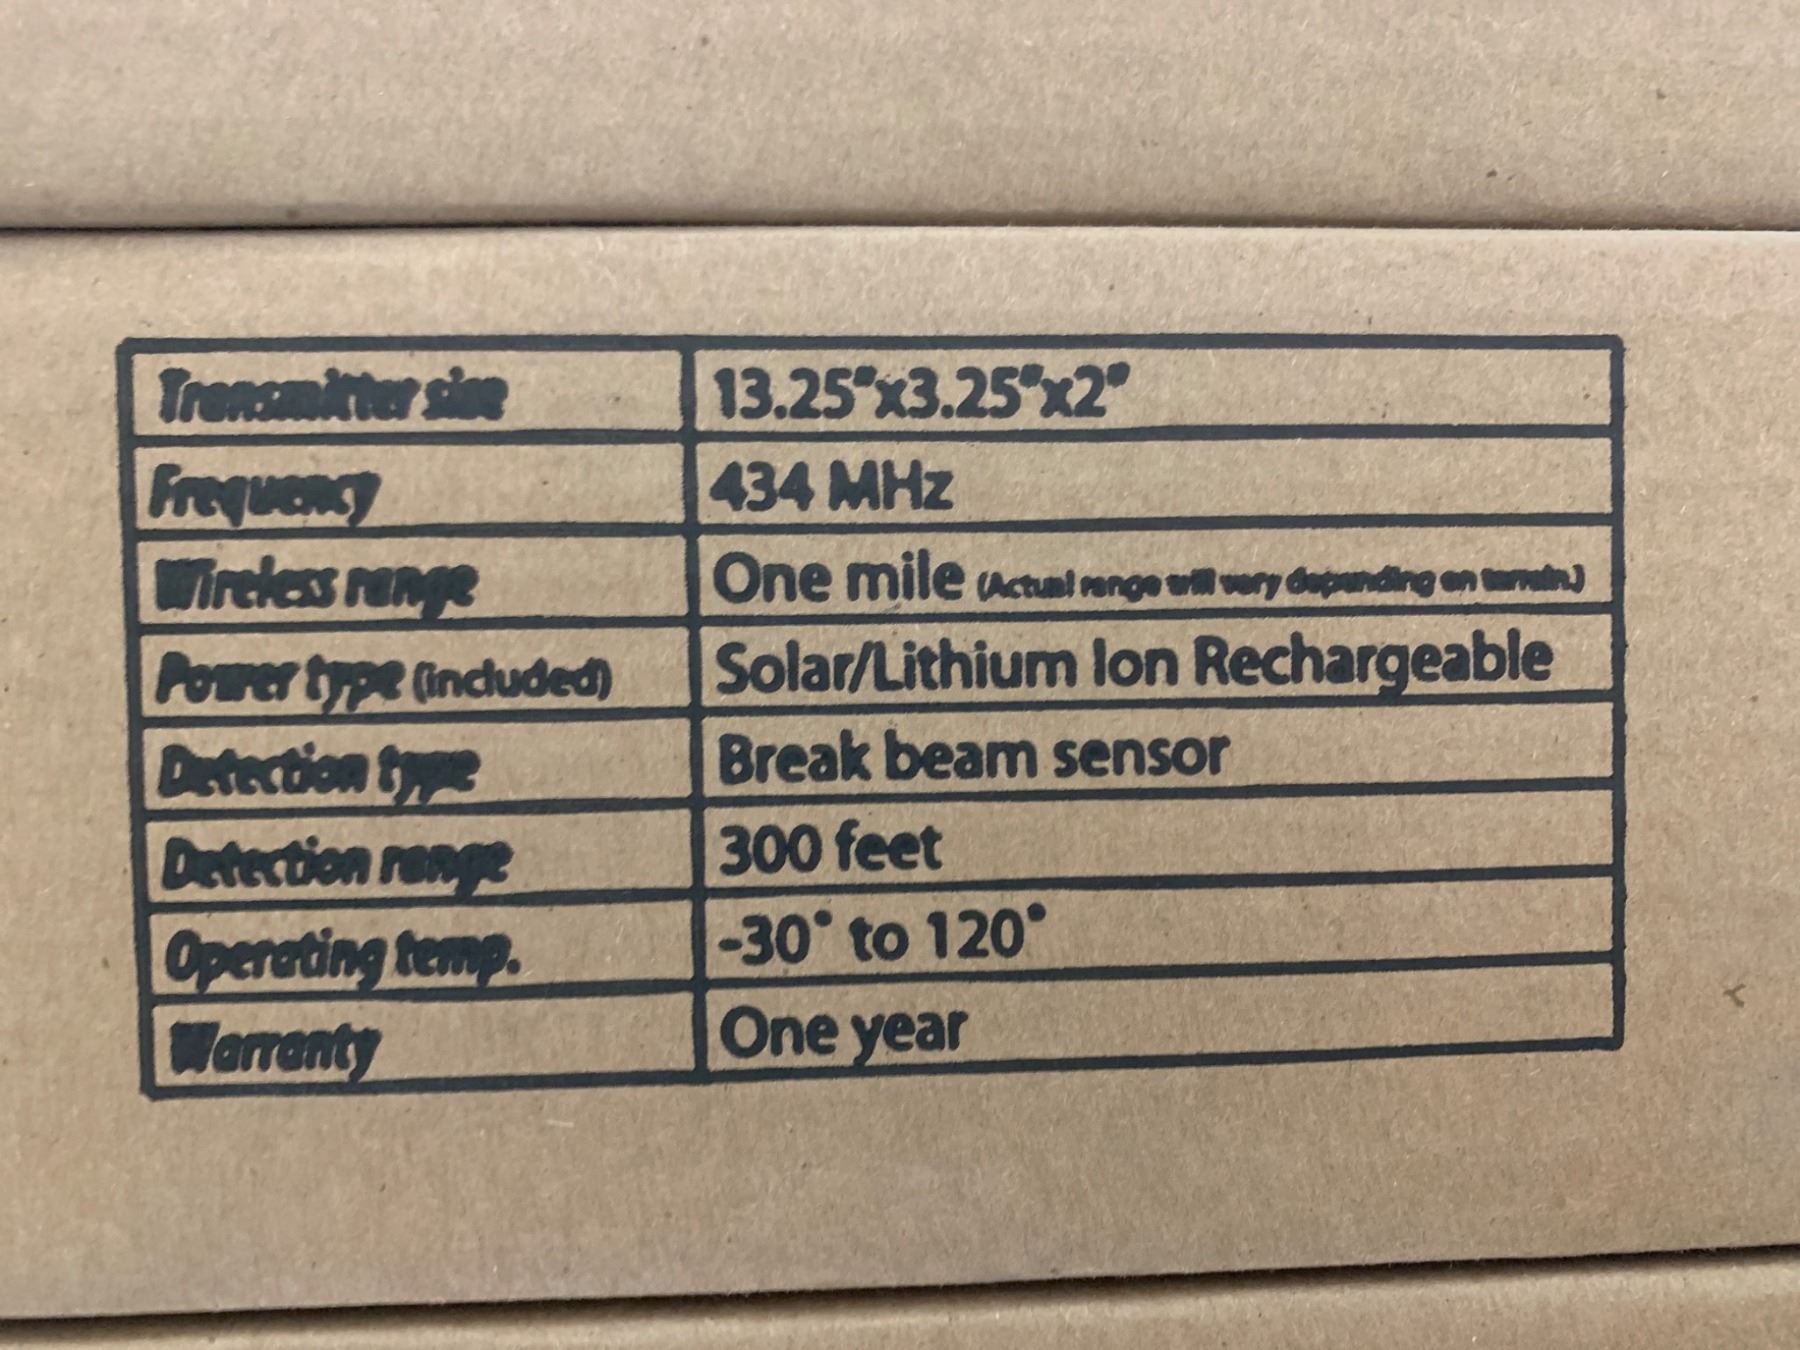 Transmitter size 13.25"x3.25"x2"
Frequency 434 MHz
Wireless range One mile (Actual range will vary depending on terrain.)
Power type (included) Solar/Lithium Ion Rechargeable
Detection type Break beam sensor
Detection range 300 feet
Operating temp. -30° to 120°
Warranty One year